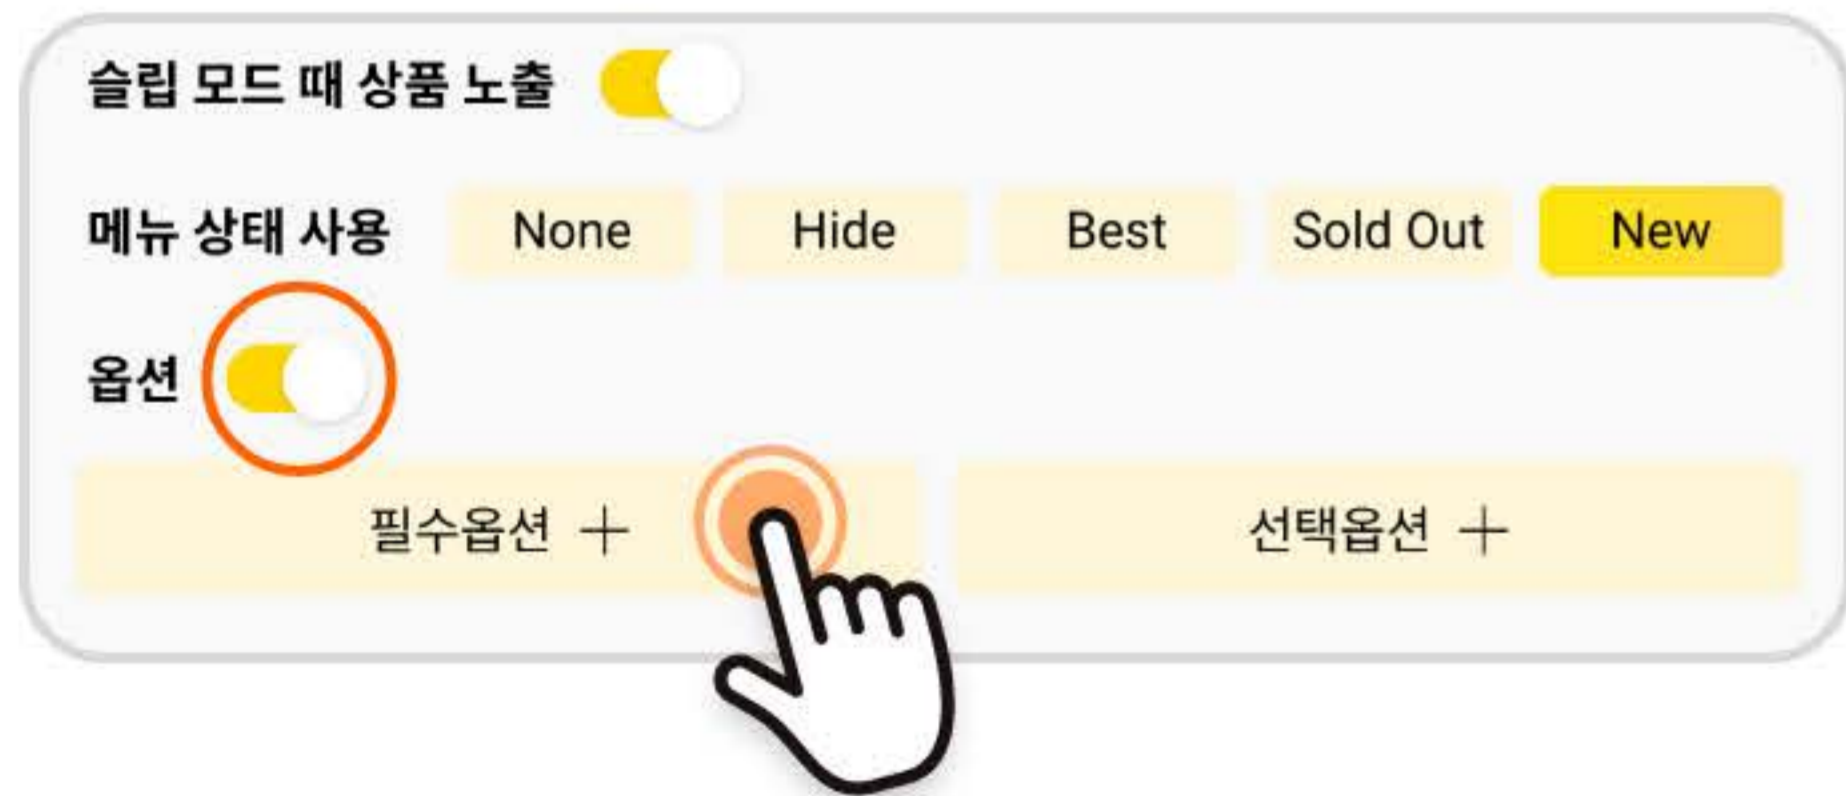 슬립 모드 때 상품 노출
메뉴 상태 사용 None Hide Best Sold Out New
옵션
필수옵션 + 선택옵션 +